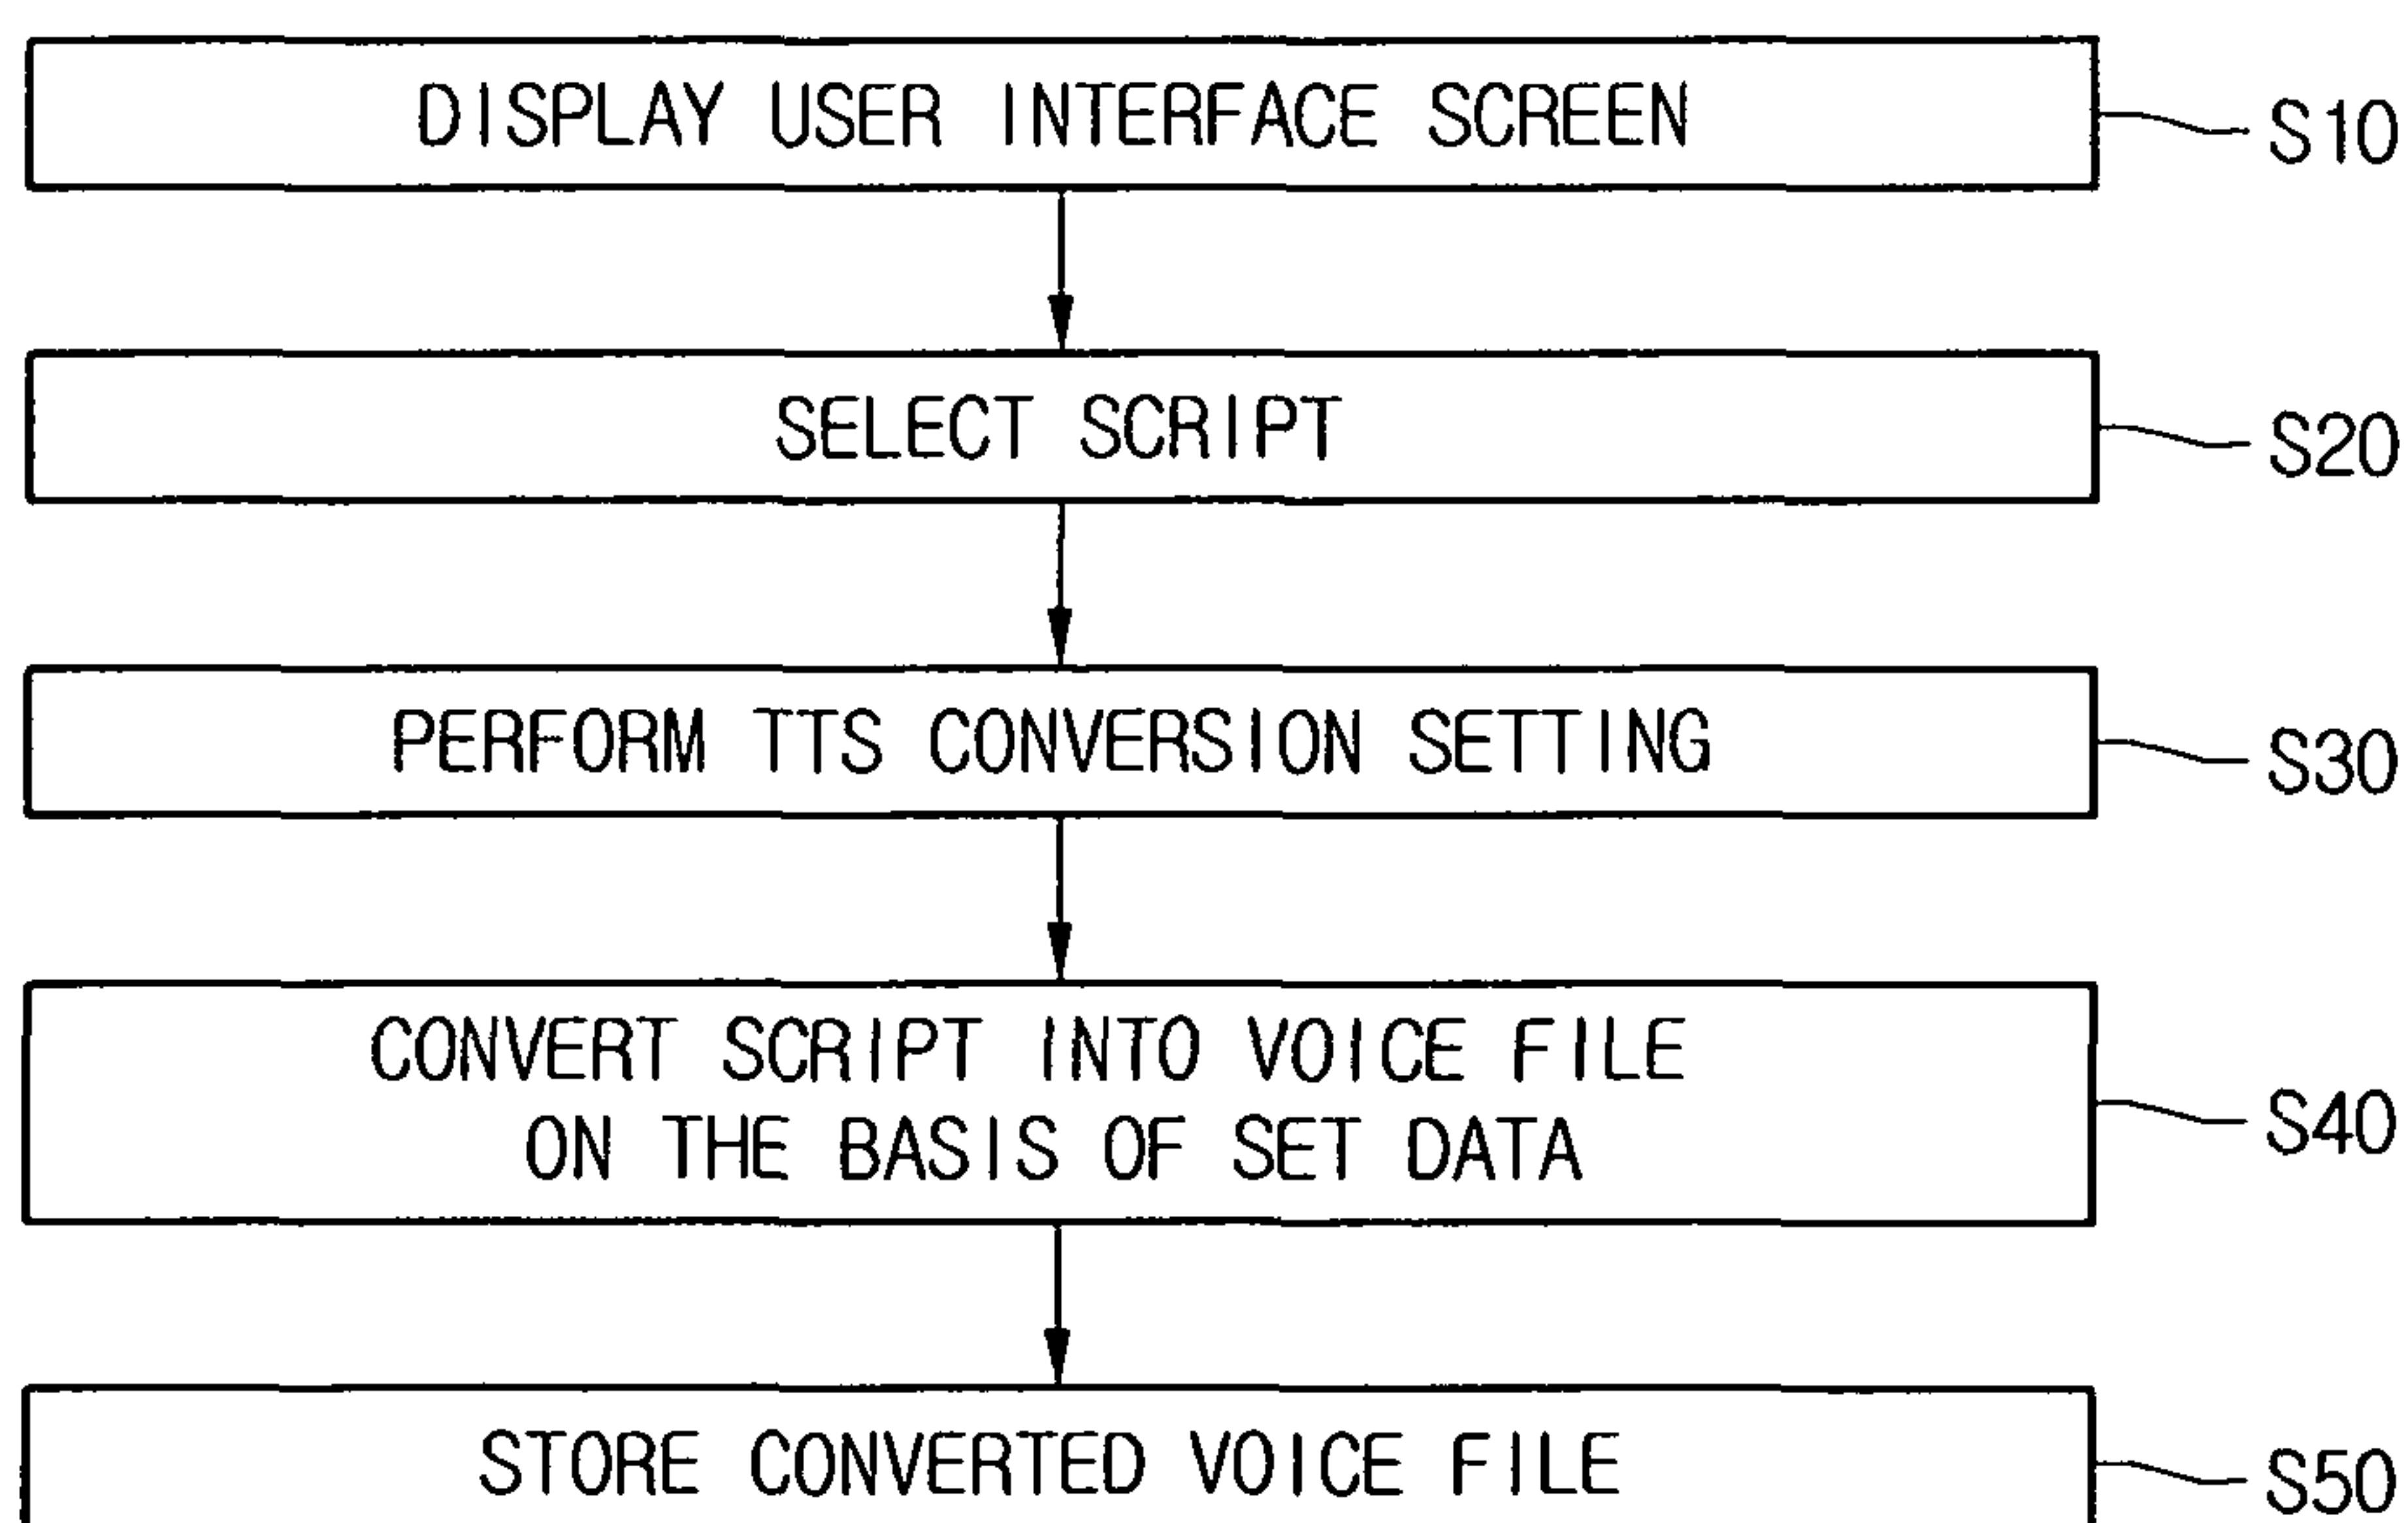 DISPLAY USER INTERFACE SCREEN
S10
SELECT SCRIPT
S20
PERFORM TTS CONVERSION SETTING
S30
CONVERT SCRIPT INTO VOICE FILE
ON THE BASIS OF SET DATA
S40
STORE CONVERTED VOICE FILE
S50